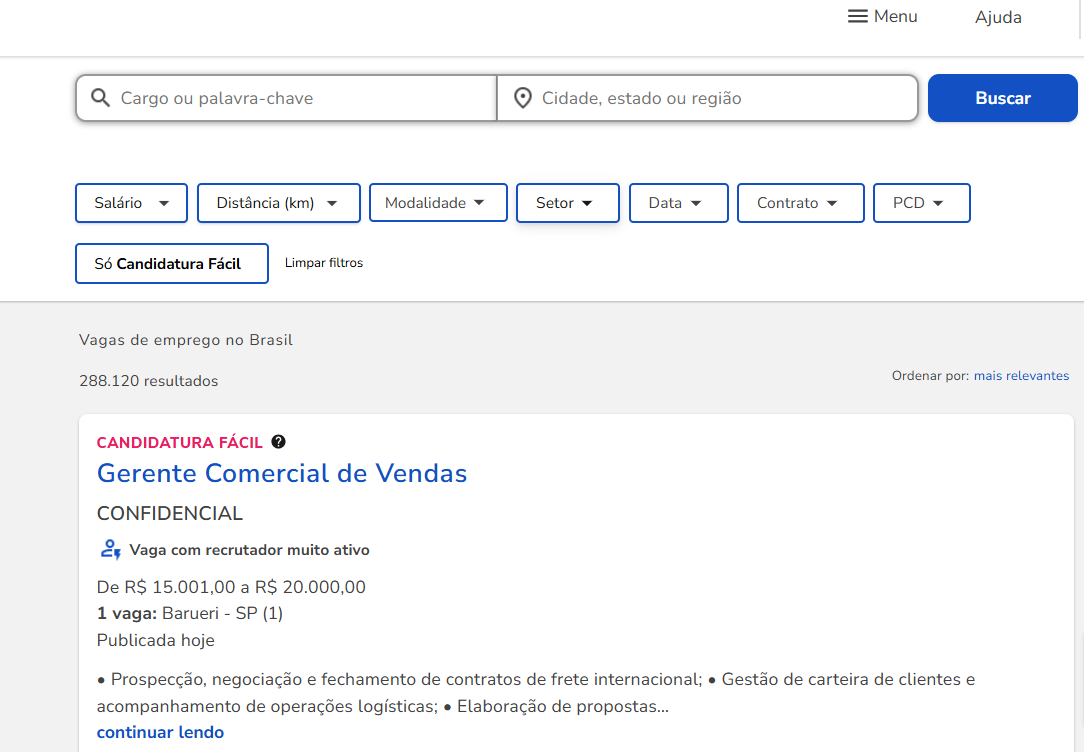 Menu Ajuda
Cargo ou palavra-chave Cidade, estado ou região Buscar
Salário Distância (km) Modalidade Setor Data Contrato PCD
Só Candidatura Fácil Limpar filtros
Vagas de emprego no Brasil
288.120 resultados
Ordenar por: mais relevantes
CANDIDATURA FÁCIL ?
Gerente Comercial de Vendas
CONFIDENCIAL
Vaga com recrutador muito ativo
De R$ 15.001,00 a R$ 20.000,00
1 vaga: Barueri - SP (1)
Publicada hoje
• Prospecção, negociação e fechamento de contratos de frete internacional; • Gestão de carteira de clientes e
acompanhamento de operações logísticas; • Elaboração de propostas...
continuar lendo